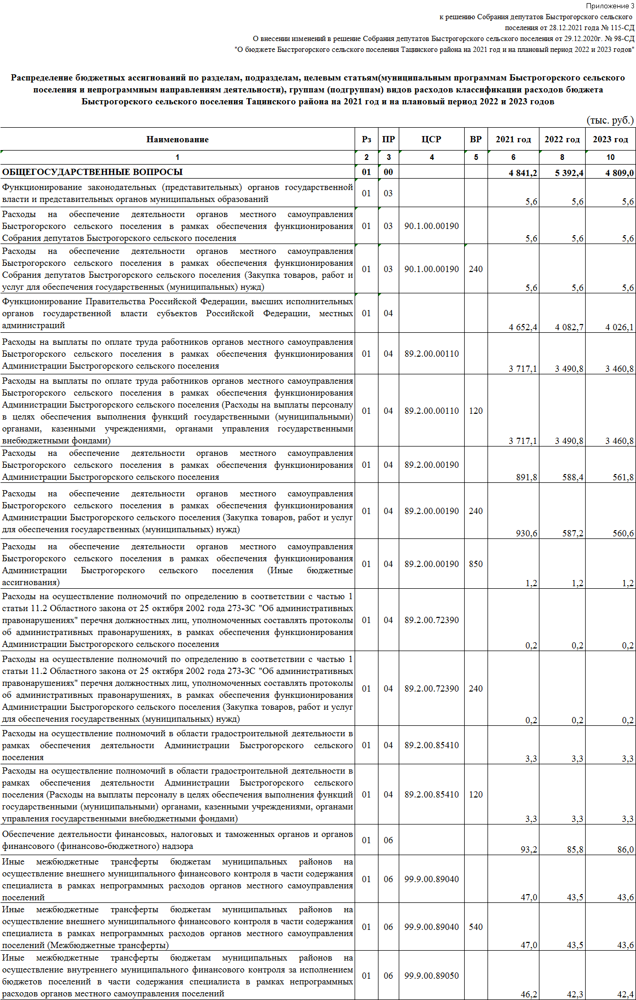 Приложение 3
к решению Собрания депутатов Быстрогорского сельского
поселения от 28.12.2021 года № 115-СД
О внесении изменений в решение Собрания депутатов Быстрогорского сельского поселения от 29.12.2020г. № 98-СД
"О бюджете Быстрогорского сельского поселения Тацинского района на 2021 год и на плановый период 2022 и 2023 годов"
Распределение бюджетных ассигнований по разделам, подразделам, целевым статьям(муниципальным программам Быстрогорского сельского
поселения и непрограммным направлениям деятельности), группам (подгруппам) видов расходов классификации расходов бюджета
Быстрогорского сельского поселения Тацинского района на 2021 год и на плановый период 2022 и 2023 годов
(тыс. руб.)
Наименование Рз ПР ЦСР ВР 2021 год 2022 год 2023 год
1 2 3 4 5 6 8 10
ОБЩЕГОСУДАРСТВЕННЫЕ ВОПРОСЫ 01 00 4 841,2 5 392,4 4 809,0
Функционирование законодательных (представительных) органов государственной
власти и представительных органов муниципальных образований
01 03 5,6 5,6 5,6
Расходы на обеспечение деятельности органов местного самоуправления
Быстрогорского сельского поселения в рамках обеспечения функционирования
Собрания депутатов Быстрогорского сельского поселения
01 03 90.1.00.00190 5,6 5,6 5,6
Расходы на обеспечение деятельности органов местного самоуправления
Быстрогорского сельского поселения в рамках обеспечения функционирования
Собрания депутатов Быстрогорского сельского поселения (Закупка товаров, работ и
услуг для обеспечения государственных (муниципальных) нужд)
01 03 90.1.00.00190 240 5,6 5,6 5,6
Функционирование Правительства Российской Федерации, высших исполнительных
органов государственной власти субъектов Российской Федерации, местных
администраций
01 04 4 652,4 4 082,7 4 026,1
Расходы на выплаты по оплате труда работников органов местного самоуправления
Быстрогорского сельского поселения в рамках обеспечения функционирования
Администрации Быстрогорского сельского поселения
01 04 89.2.00.00110 3 717,1 3 490,8 3 460,8
Расходы на выплаты по оплате труда работников органов местного самоуправления
Быстрогорского сельского поселения в рамках обеспечения функционирования
Администрации Быстрогорского сельского поселения (Расходы на выплаты персоналу
в целях обеспечения выполнения функций государственными (муниципальными)
органами, казенными учреждениями, органами управления государственными
внебюджетными фондами)
01 04 89.2.00.00110 120 3 717,1 3 490,8 3 460,8
Расходы на обеспечение деятельности органов местного самоуправления
Быстрогорского сельского поселения в рамках обеспечения функционирования
Администрации Быстрогорского сельского поселения
01 04 89.2.00.00190 891,8 588,4 561,8
Расходы на обеспечение деятельности органов местного самоуправления
Быстрогорского сельского поселения в рамках обеспечения функционирования
Администрации Быстрогорского сельского поселения (Закупка товаров, работ и услуг
для обеспечения государственных (муниципальных) нужд)
01 04 89.2.00.00190 240 930,6 587,2 560,6
Расходы на обеспечение деятельности органов местного самоуправления
Быстрогорского сельского поселения в рамках обеспечения функционирования
Администрации Быстрогорского сельского поселения (Иные бюджетные
ассигнования)
01 04 89.2.00.00190 850 1,2 1,2 1,2
Расходы на осуществление полномочий по определению в соответствии с частью 1
статьи 11.2 Областного закона от 25 октября 2002 года 273-ЗС "Об административных
правонарушениях" перечня должностных лиц, уполномоченных составлять протоколы
об административных правонарушениях, в рамках обеспечения функционирования
Администрации Быстрогорского сельского поселения
01 04 89.2.00.72390 0,2 0,2 0,2
Расходы на осуществление полномочий по определению в соответствии с частью 1
статьи 11.2 Областного закона от 25 октября 2002 года 273-ЗС "Об административных
правонарушениях" перечня должностных лиц, уполномоченных составлять протоколы
об административных правонарушениях, в рамках обеспечения функционирования
Администрации Быстрогорского сельского поселения (Закупка товаров, работ и услуг
для обеспечения государственных (муниципальных) нужд)
01 04 89.2.00.72390 240 0,2 0,2 0,2
Расходы на осуществление полномочий в области градостроительной деятельности в
рамках обеспечения деятельности Администрации Быстрогорского сельского
поселения
01 04 89.2.00.85410 3,3 3,3 3,3
Расходы на осуществление полномочий в области градостроительной деятельности в
рамках обеспечения деятельности Администрации Быстрогорского сельского
поселения (Расходы на выплаты персоналу в целях обеспечения выполнения функций
государственными (муниципальными) органами, казенными учреждениями, органами
управления государственными внебюджетными фондами)
01 04 89.2.00.85410 120 3,3 3,3 3,3
Обеспечение деятельности финансовых, налоговых и таможенных органов и органов
финансового (финансово-бюджетного) надзора
01 06 93,2 85,8 86,0
Иные межбюджетные трансферты бюджетам муниципальных районов на
осуществление внешнего муниципального финансового контроля в части содержания
специалиста в рамках непрограммных расходов органов местного самоуправления
поселений
01 06 99.9.00.89040 47,0 43,5 43,6
Иные межбюджетные трансферты бюджетам муниципальных районов на
осуществление внешнего муниципального финансового контроля в части содержания
специалиста в рамках непрограммных расходов органов местного самоуправления
поселений (Межбюджетные трансферты)
01 06 99.9.00.89040 540 47,0 43,5 43,6
Иные межбюджетные трансферты бюджетам муниципальных районов на
осуществление внутреннего муниципального финансового контроля за исполнением
бюджетов поселений в части содержания специалиста в рамках непрограммных
расходов органов местного самоуправления поселений
01 06 99.9.00.89050 46,2 42,3 42,4